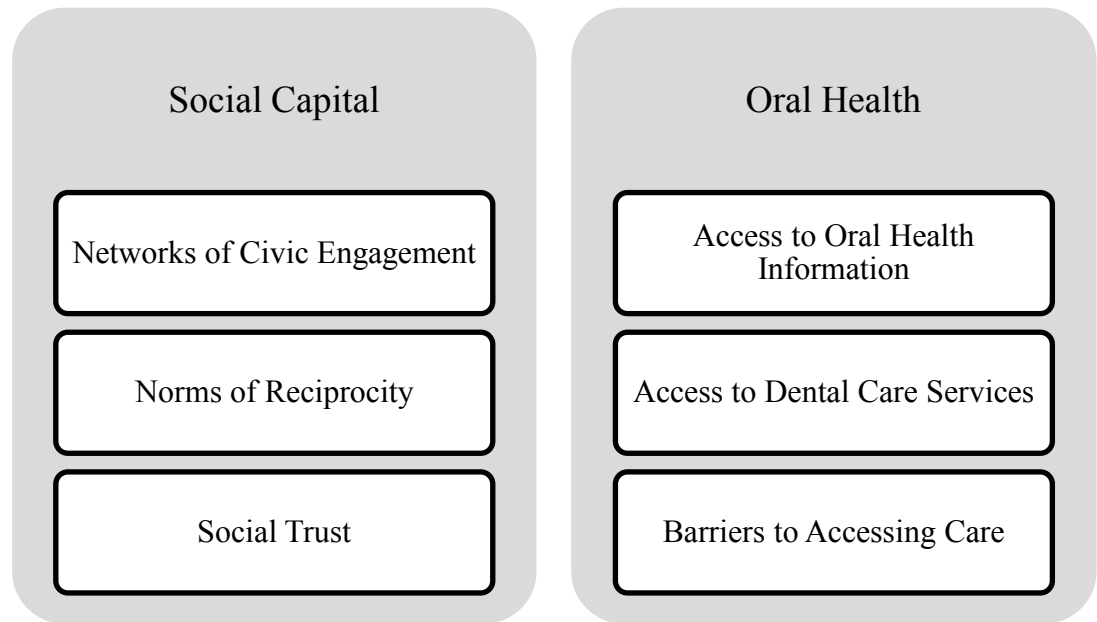 Social Capital
Networks of Civic Engagement
Norms of Reciprocity
Social Trust
Oral Health
Access to Oral Health
Information
Access to Dental Care Services
Barriers to Accessing Care